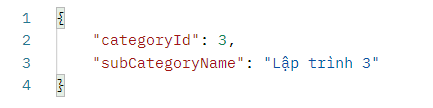 1 {
2 "categoryId": 3,
3 "subCategoryName": "Lập trình 3"
4 }